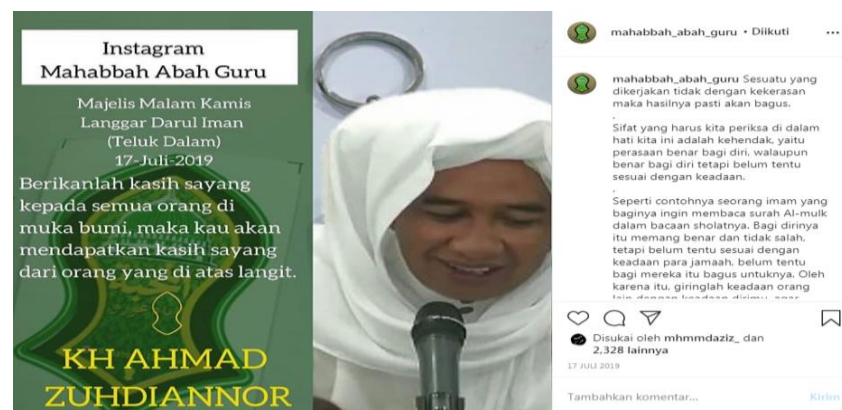 Instagram
Mahabbah Abah Guru
Majelis Malam Kamis
Langgar Darul Iman
(Teluk Dalam)
17-Juli-2019
Berikanlah kasih sayang
kepada semua orang di
muka bumi, maka kau akan
mendapatkan kasih sayang
dari orang yang di atas langit.
KH AHMAD
ZUHDIANNOR
mahabbah_abah_guru • Diikuti
mahabbah_abah_guru Sesuatu yang
dikerjakan tidak dengan kekerasan
maka hasilnya pasti akan bagus.
.
Sifat yang harus kita periksa di dalam
hati kita ini adalah kehendak, yaitu
perasaan benar bagi diri, walaupun
benar bagi diri tetapi belum tentu
sesuai dengan keadaan.
.
Seperti contohnya seorang imam yang
baginya ingin membaca surah Al-mulk
dalam bacaan sholatnya. Bagi dirinya
itu memang benar dan tidak salah,
tetapi belum tentu sesuai dengan
keadaan para jamaah, belum tentu
bagi mereka itu bagus untuknya. Oleh
karena itu, giringlah keadaan orang
lain dengan keadaan dirimu, agar
Disukai oleh mhmmdaziz_ dan
2,328 lainnya
17 JULI 2019
Tambahkan komentar...
Kirim